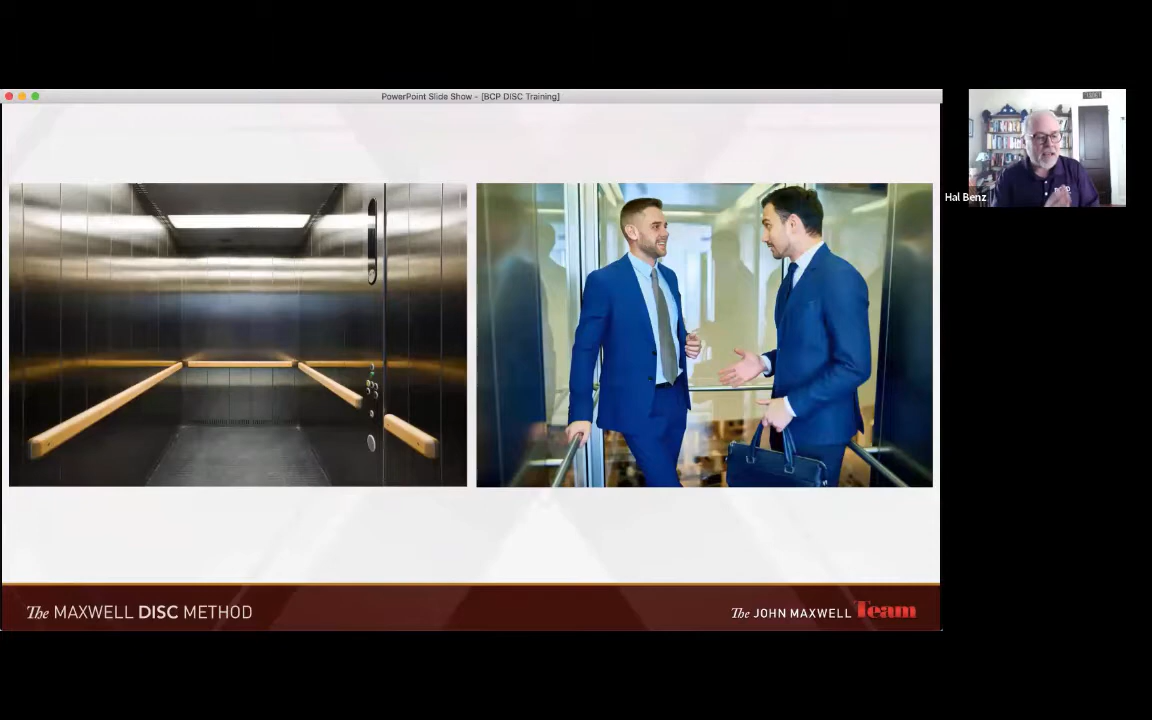 PowerPoint Slide Show - [BCP DISC Training]
Hal Benz
The MAXWELL DISC METHOD
The JOHN MAXWELL Team